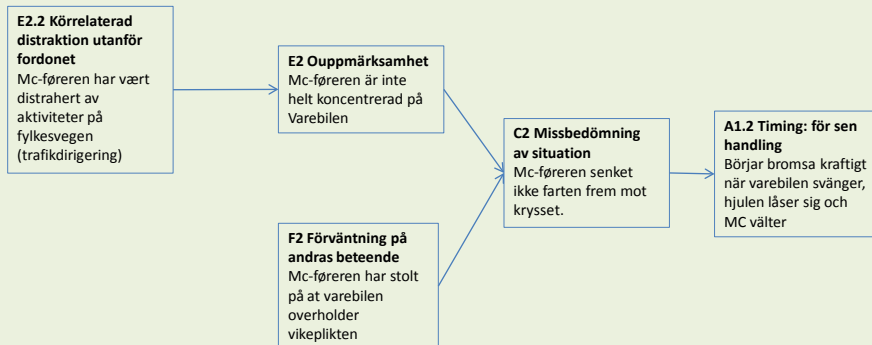 E2.2 Körrelaterad
distraktion utanför
fordonet
Mc-føreren har vært
distrahert av
aktiviteter på
fylkesvegen
(trafikdirigering)
E2 Ouppmärksamhet
Mc-føreren är inte
helt koncentrerad på
Varebilen
F2 Förväntning på
andras beteende
Mc-føreren har stolt
på at varebilen
overholder
vikeplikten
C2 Missbedömning
av situation
Mc-føreren senket
ikke farten frem mot
krysset.
A1.2 Timing: för sen
handling
Börjar bromsa kraftigt
när varebilen svänger,
hjulen låser sig och
MC välter